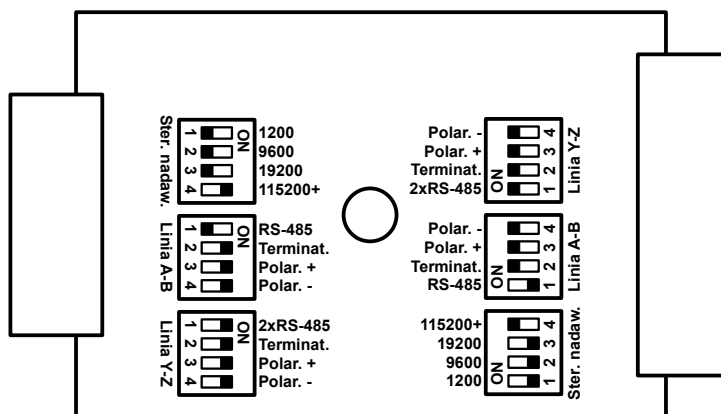 Ster. nadaw.
1 ON 1200
2 9600
3 19200
4 115200+
Linia A-B
1 ON RS-485
2 Terminat.
3 Polar. +
4 Polar. -
Linia Y-Z
1 ON 2xRS-485
2 Terminat.
3 Polar. +
4 Polar. -
Polar. - 4
Polar. + 3
Terminat. 2
2xRS-485 ON 1
Linia Y-Z
Polar. - 4
Polar. + 3
Terminat. 2
RS-485 ON 1
Linia A-B
115200+ 4
19200 3
9600 2
1200 ON 1
Ster. nadaw.